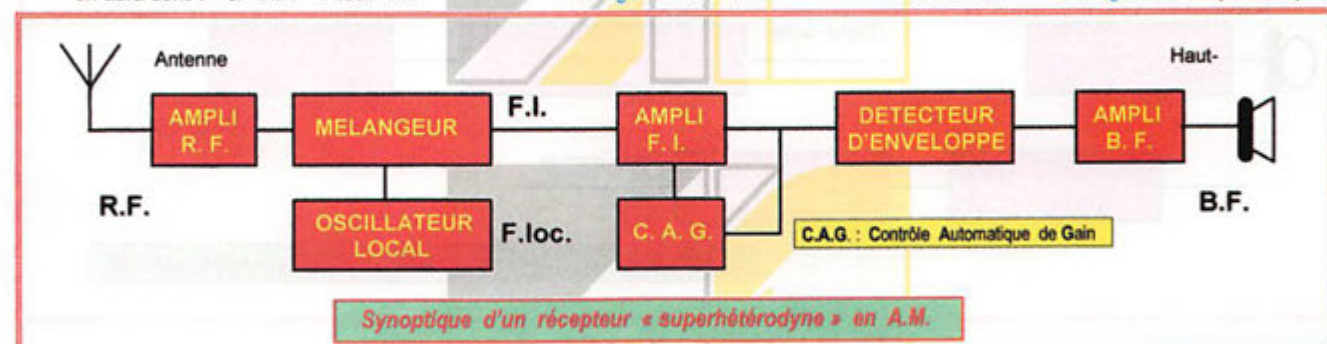 Antenne
Haut-
AMPLI
R. F.
MELANGEUR
F.I.
AMPLI
F. I.
DETECTEUR
D'ENVELOPPE
AMPLI
B. F.
R.F.
OSCILLATEUR
LOCAL
F.loc.
C. A. G.
C.A.G. : Contrôle Automatique de Gain
B.F.
Synoptique d'un récepteur « superhétérodyne » en A.M.